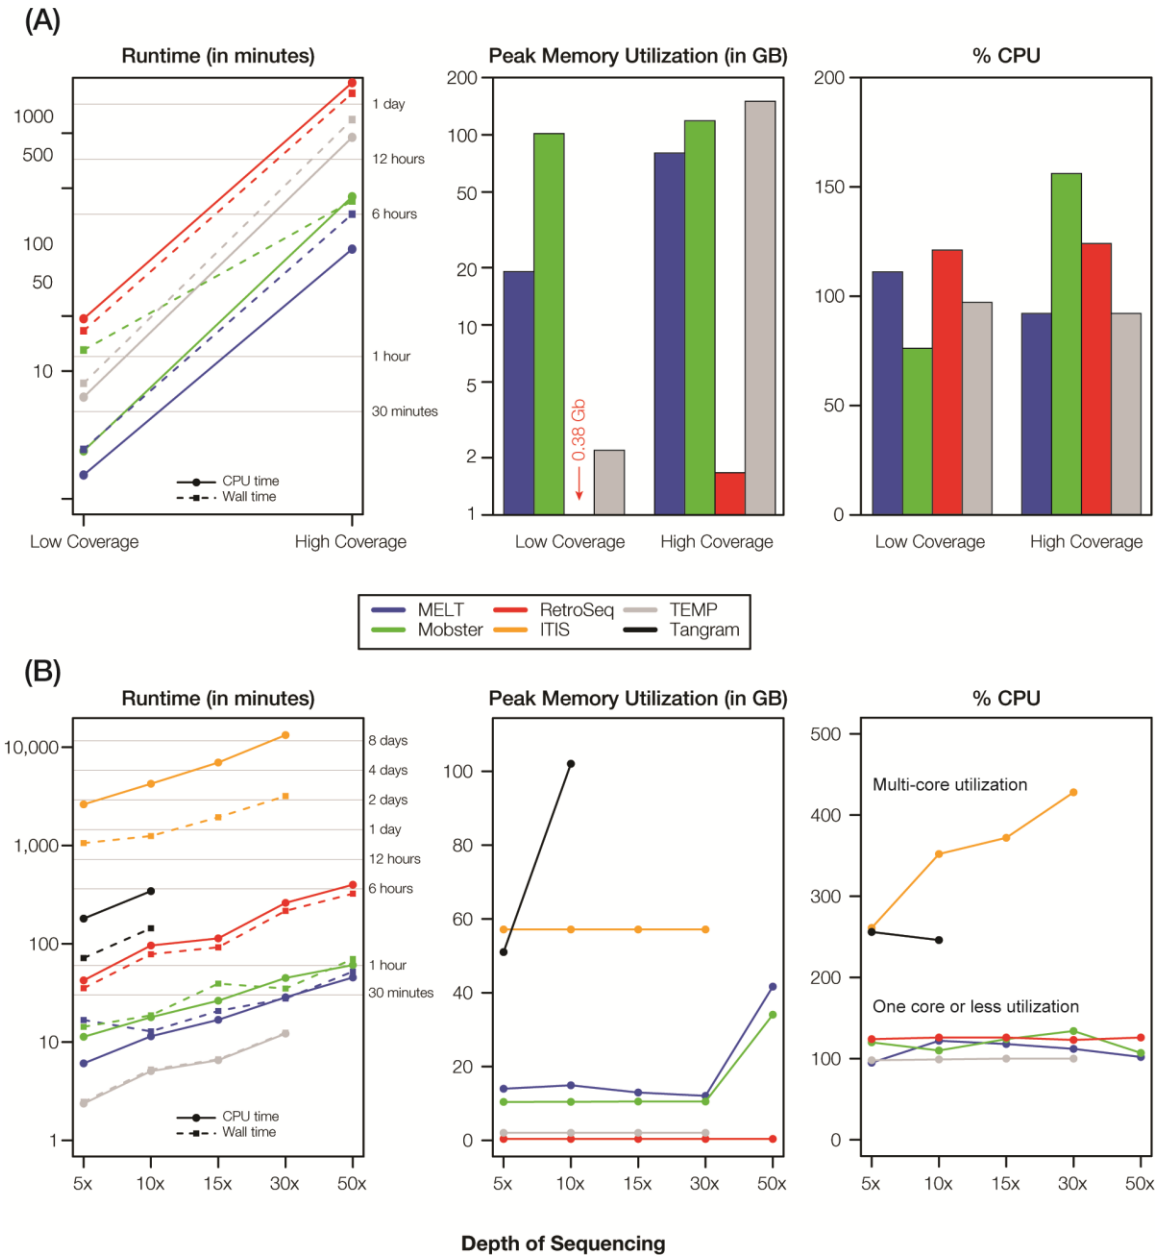 (A)
Runtime (in minutes)
1000
500
100
50
10
1 day
12 hours
6 hours
1 hour
30 minutes
CPU time
Wall time
Low Coverage
High Coverage
Peak Memory Utilization (in GB)
200
100
50
20
10
5
2
1
0.38 Gb
Low Coverage
High Coverage
% CPU
200
150
100
50
0
Low Coverage
High Coverage
MELT
RetroSeq
TEMP
Mobster
ITIS
Tangram
(B)
Runtime (in minutes)
10,000
1,000
100
10
1
8 days
4 days
2 days
1 day
12 hours
6 hours
1 hour
30 minutes
CPU time
Wall time
5x
10x
15x
30x
50x
Peak Memory Utilization (in GB)
100
80
60
40
20
0
5x
10x
15x
30x
50x
% CPU
500
400
300
200
100
0
Multi-core utilization
One core or less utilization
5x
10x
15x
30x
50x
Depth of Sequencing